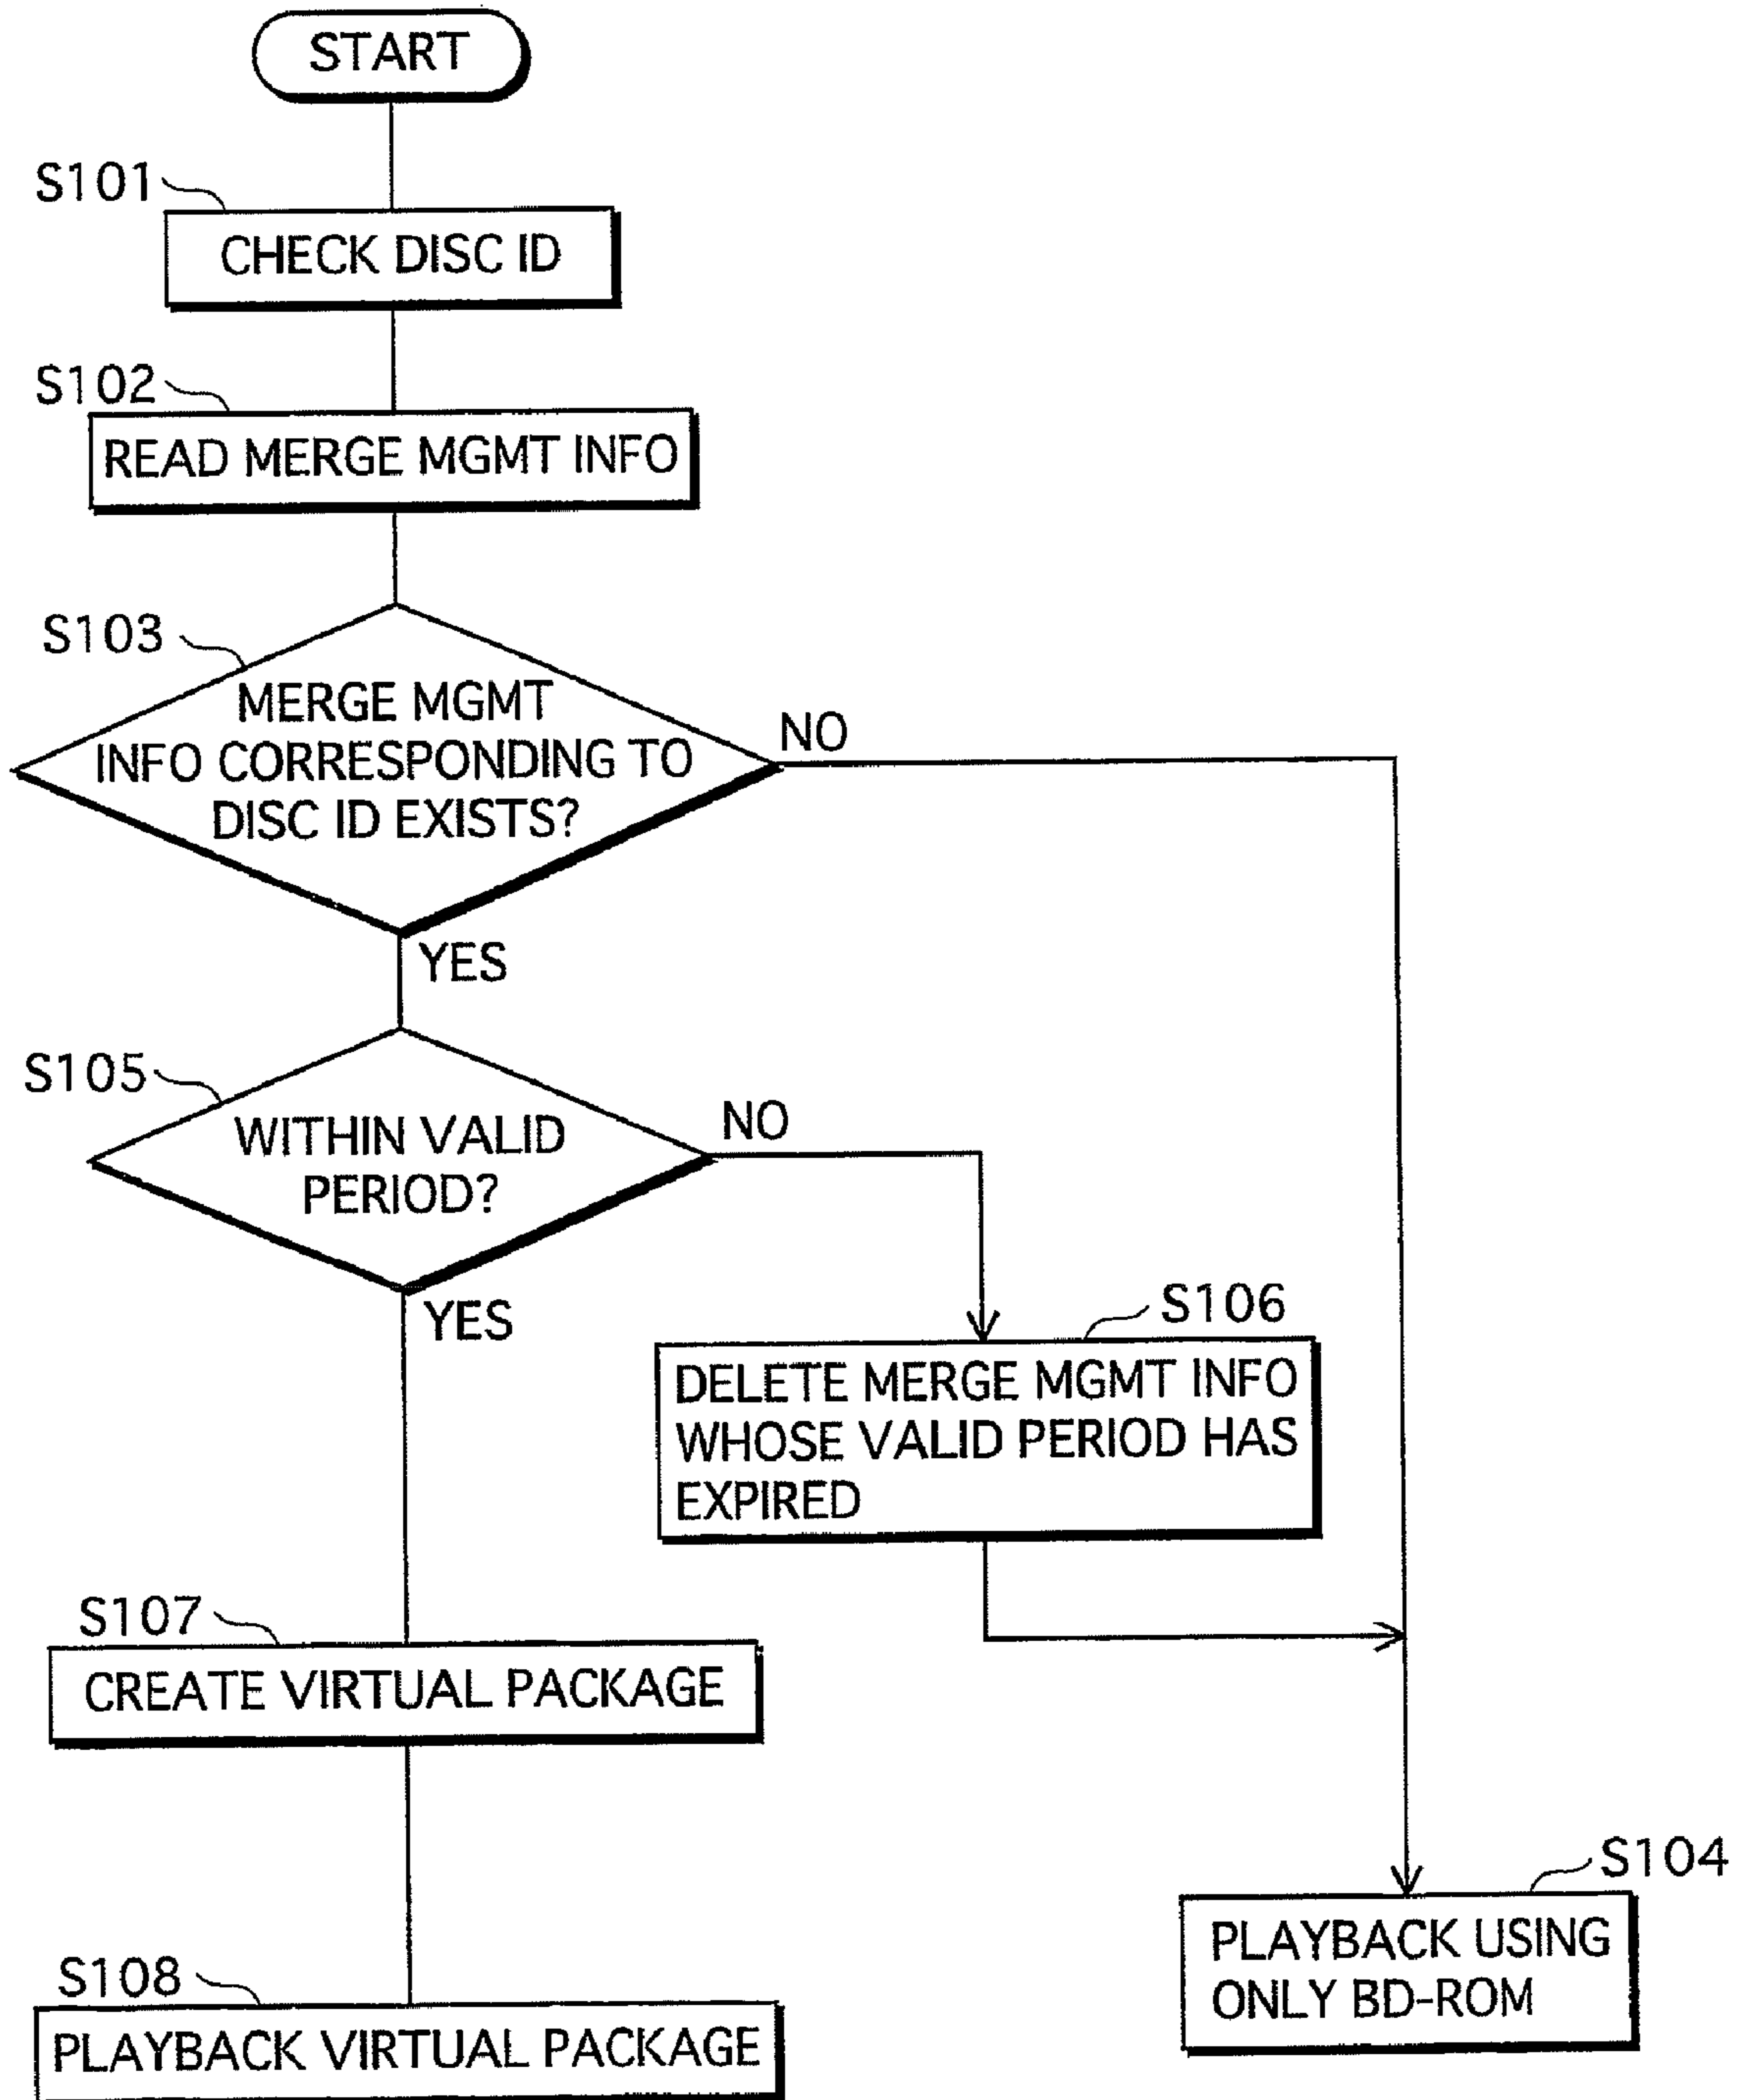 START
S101
CHECK DISC ID
S102
READ MERGE MGMT INFO
S103
MERGE MGMT
INFO CORRESPONDING TO
DISC ID EXISTS?
NO
YES
S105
WITHIN VALID
PERIOD?
NO
YES
S106
DELETE MERGE MGMT INFO
WHOSE VALID PERIOD HAS
EXPIRED
S107
CREATE VIRTUAL PACKAGE
S104
PLAYBACK USING
ONLY BD-ROM
S108
PLAYBACK VIRTUAL PACKAGE